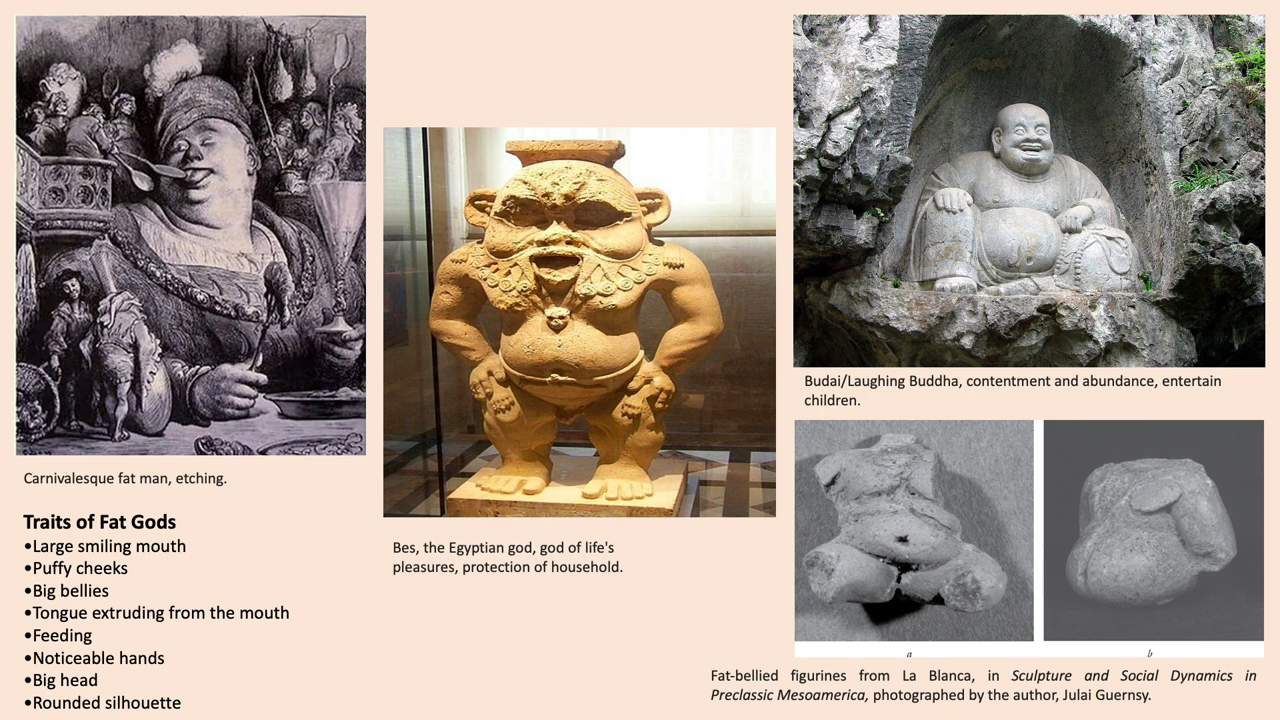 Carnivalesque fat man, etching.
Traits of Fat Gods
•Large smiling mouth
•Puffy cheeks
•Big bellies
•Tongue extruding from the mouth
•Feeding
•Noticeable hands
•Big head
•Rounded silhouette
Bes, the Egyptian god, god of life's
pleasures, protection of household.
Budai/Laughing Buddha, contentment and abundance, entertain
children.
a
b
Fat-bellied figurines from La Blanca, in Sculpture and Social Dynamics in
Preclassic Mesoamerica, photographed by the author, Julai Guernsy.